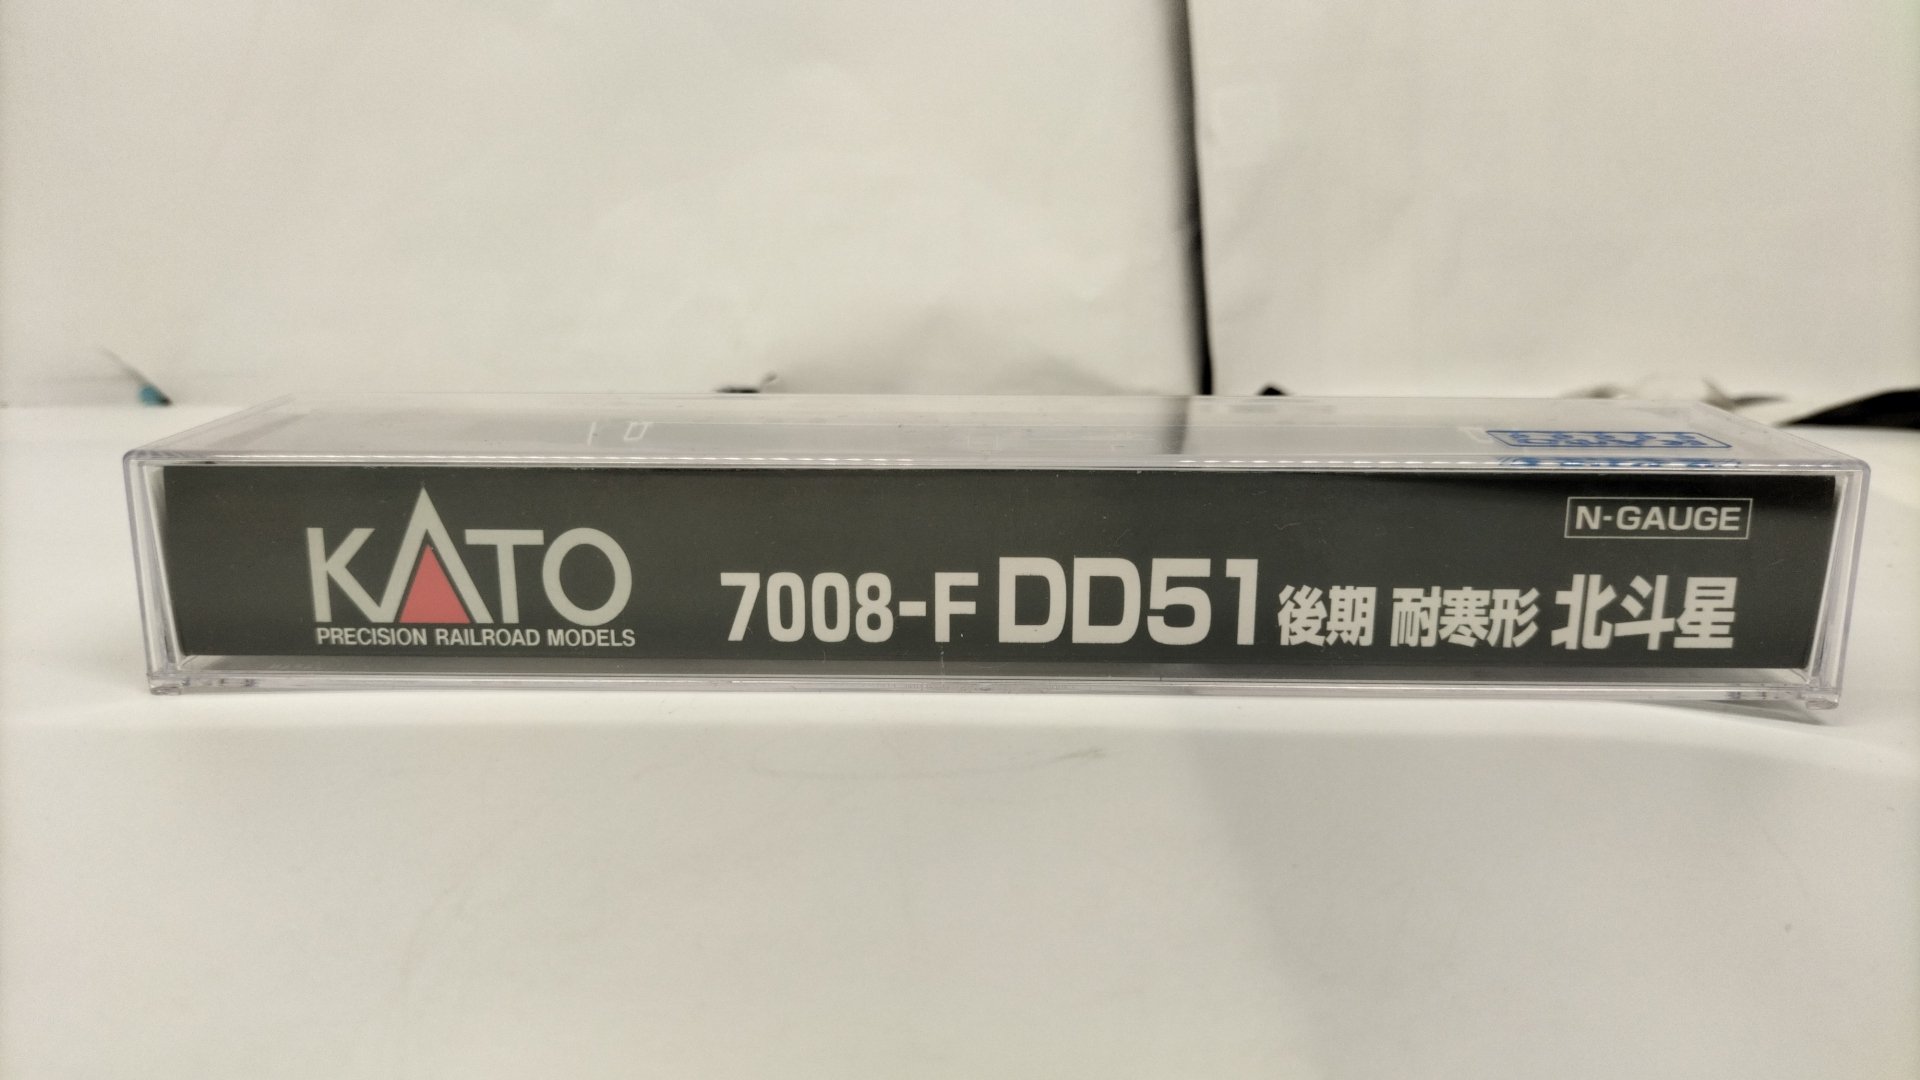 KATO
PRECISION RAILROAD MODELS
N-GAUGE
7008-F DD51 後期 耐寒形 北斗星